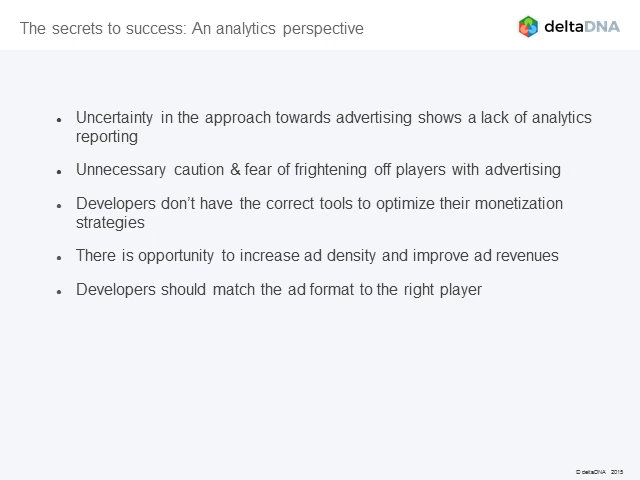 The secrets to success: An analytics perspective
deltaDNA
Uncertainty in the approach towards advertising shows a lack of analytics
reporting
Unnecessary caution & fear of frightening off players with advertising
Developers don’t have the correct tools to optimize their monetization
strategies
There is opportunity to increase ad density and improve ad revenues
Developers should match the ad format to the right player
© deltaDNA 2015